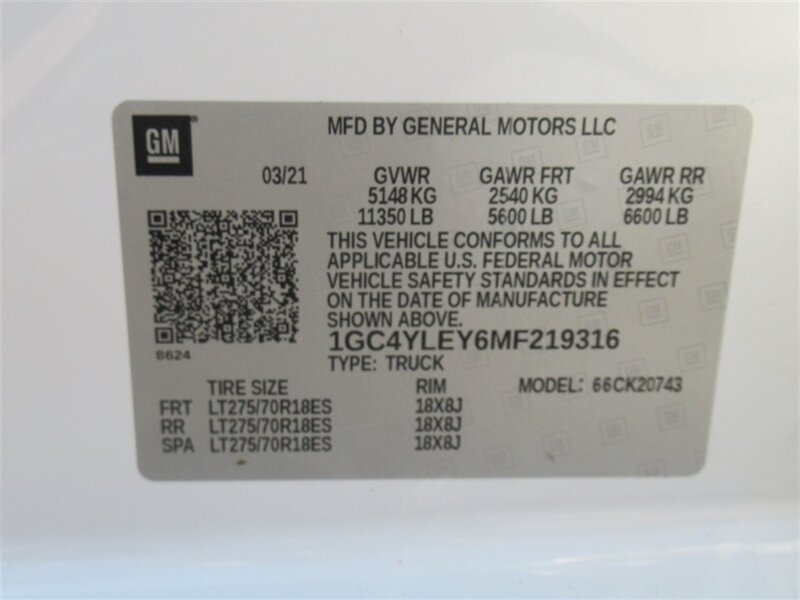 GM
MFD BY GENERAL MOTORS LLC
03/21 GVWR GAWR FRT GAWR RR
5148 KG 2540 KG 2994 KG
11350 LB 5600 LB 6600 LB
THIS VEHICLE CONFORMS TO ALL
APPLICABLE U.S. FEDERAL MOTOR
VEHICLE SAFETY STANDARDS IN EFFECT
ON THE DATE OF MANUFACTURE
SHOWN ABOVE.
8624
1GC4YLEY6MF219316
TYPE: TRUCK
TIRE SIZE RIM MODEL: 66CK20743
FRT LT275/70R18ES 18X8J
RR LT275/70R18ES 18X8J
SPA LT275/70R18ES 18X8J